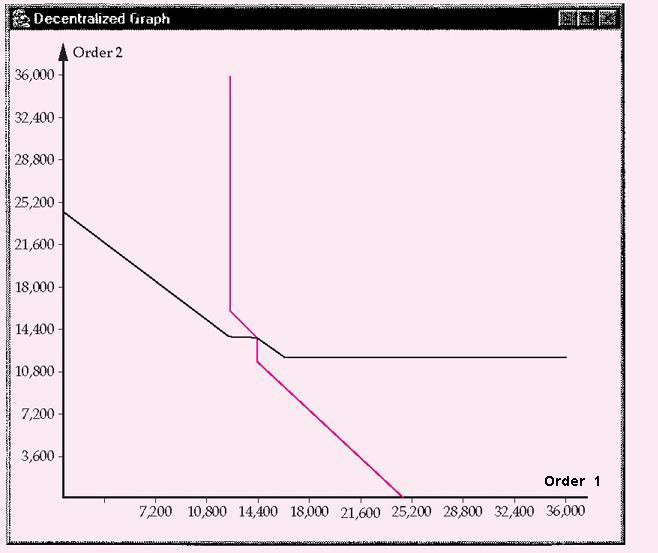 Decentralized Graph
Order 2
36,000
32,400
28,800
25,200
21,600
18,000
14,400
10,800
7,200
3,600
Order 1
7,200 10,800 14,400 18,000 21,600 25,200 28,800 32,400 36,000